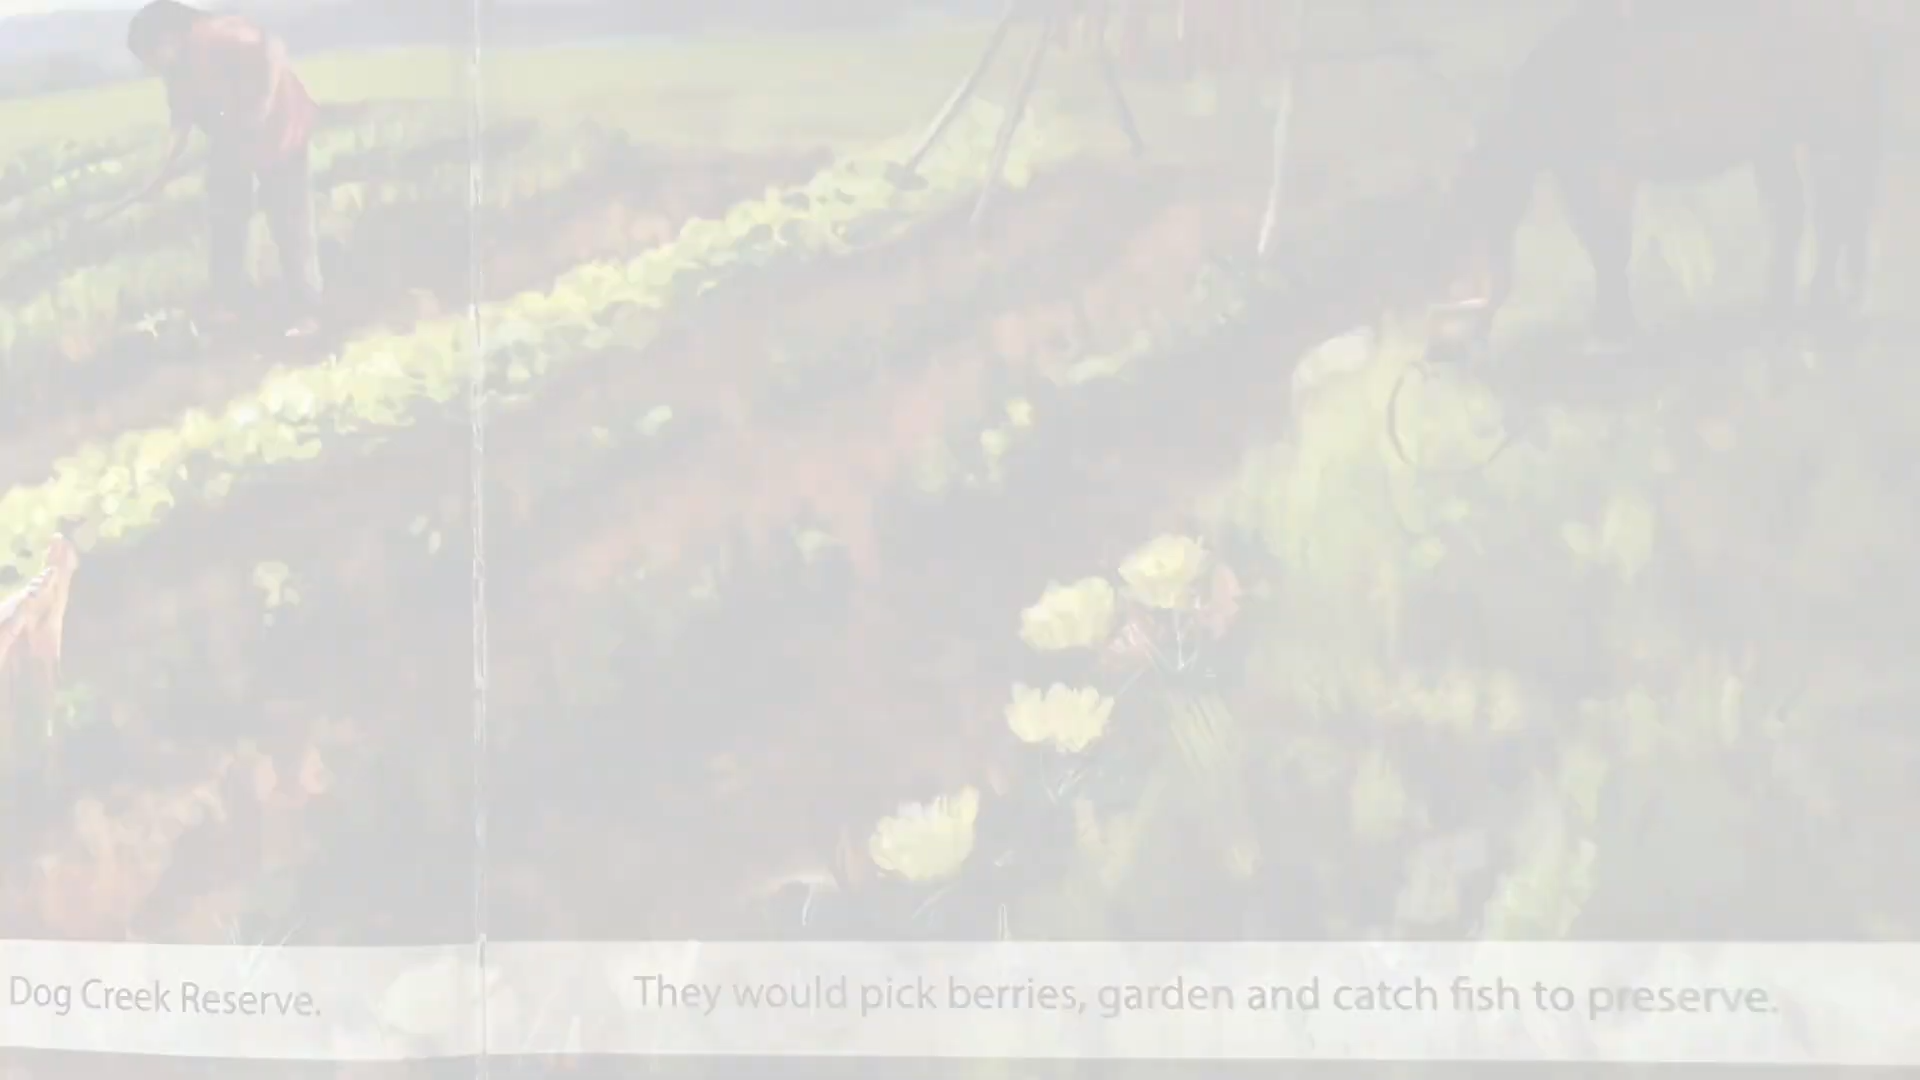 Dog Creek Reserve.
They would pick berries, garden and catch fish to preserve.